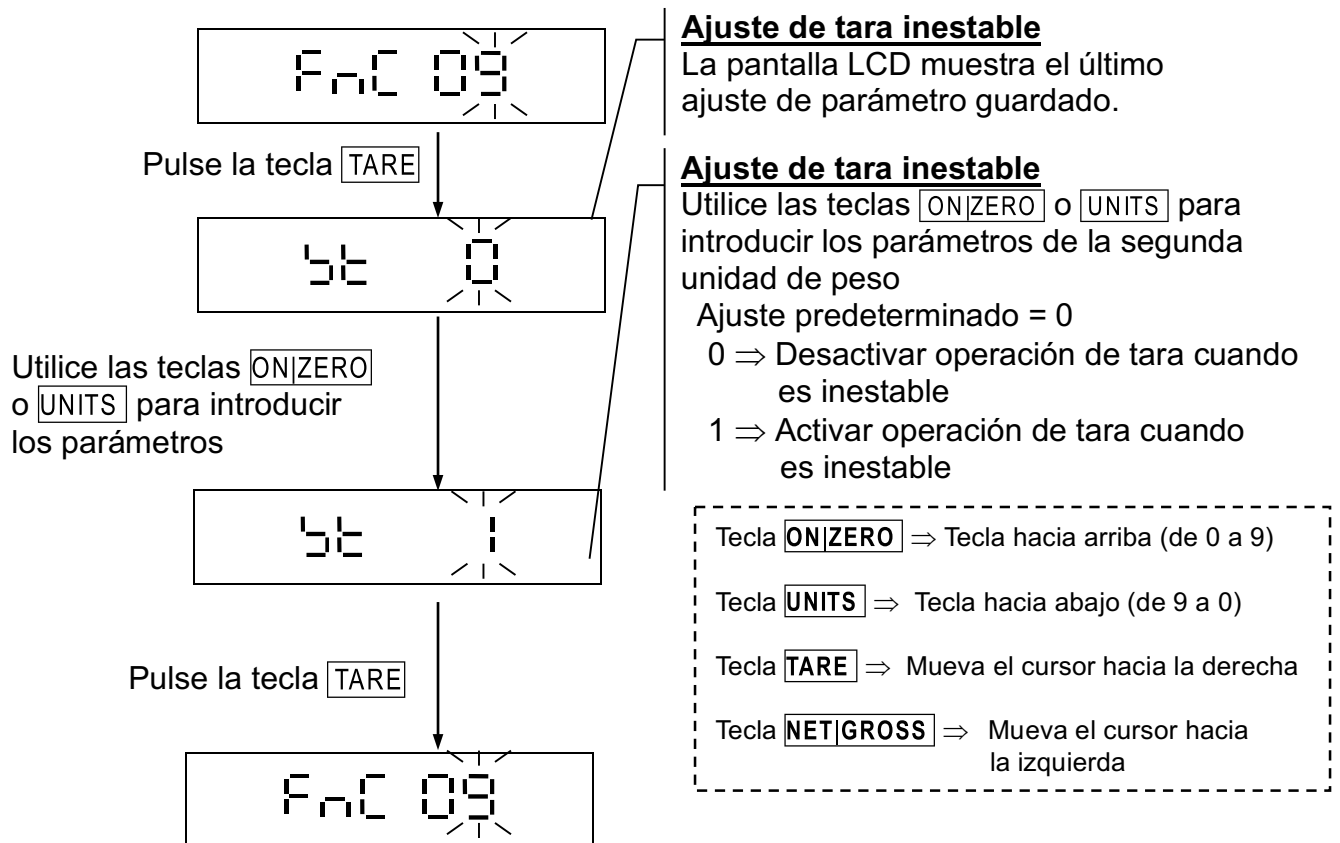 FnC 09
Pulse la tecla TARE
St 0
Utilice las teclas ON|ZERO
o UNITS para introducir
los parámetros
St 1
Pulse la tecla TARE
FnC 09
Ajuste de tara inestable
La pantalla LCD muestra el último
ajuste de parámetro guardado.
Ajuste de tara inestable
Utilice las teclas ON|ZERO o UNITS para
introducir los parámetros de la segunda
unidad de peso
Ajuste predeterminado = 0
0 ⇒ Desactivar operación de tara cuando
es inestable
1 ⇒ Activar operación de tara cuando
es inestable
Tecla ON|ZERO ⇒ Tecla hacia arriba (de 0 a 9)
Tecla UNITS ⇒ Tecla hacia abajo (de 9 a 0)
Tecla TARE ⇒ Mueva el cursor hacia la derecha
Tecla NET|GROSS ⇒ Mueva el cursor hacia
la izquierda